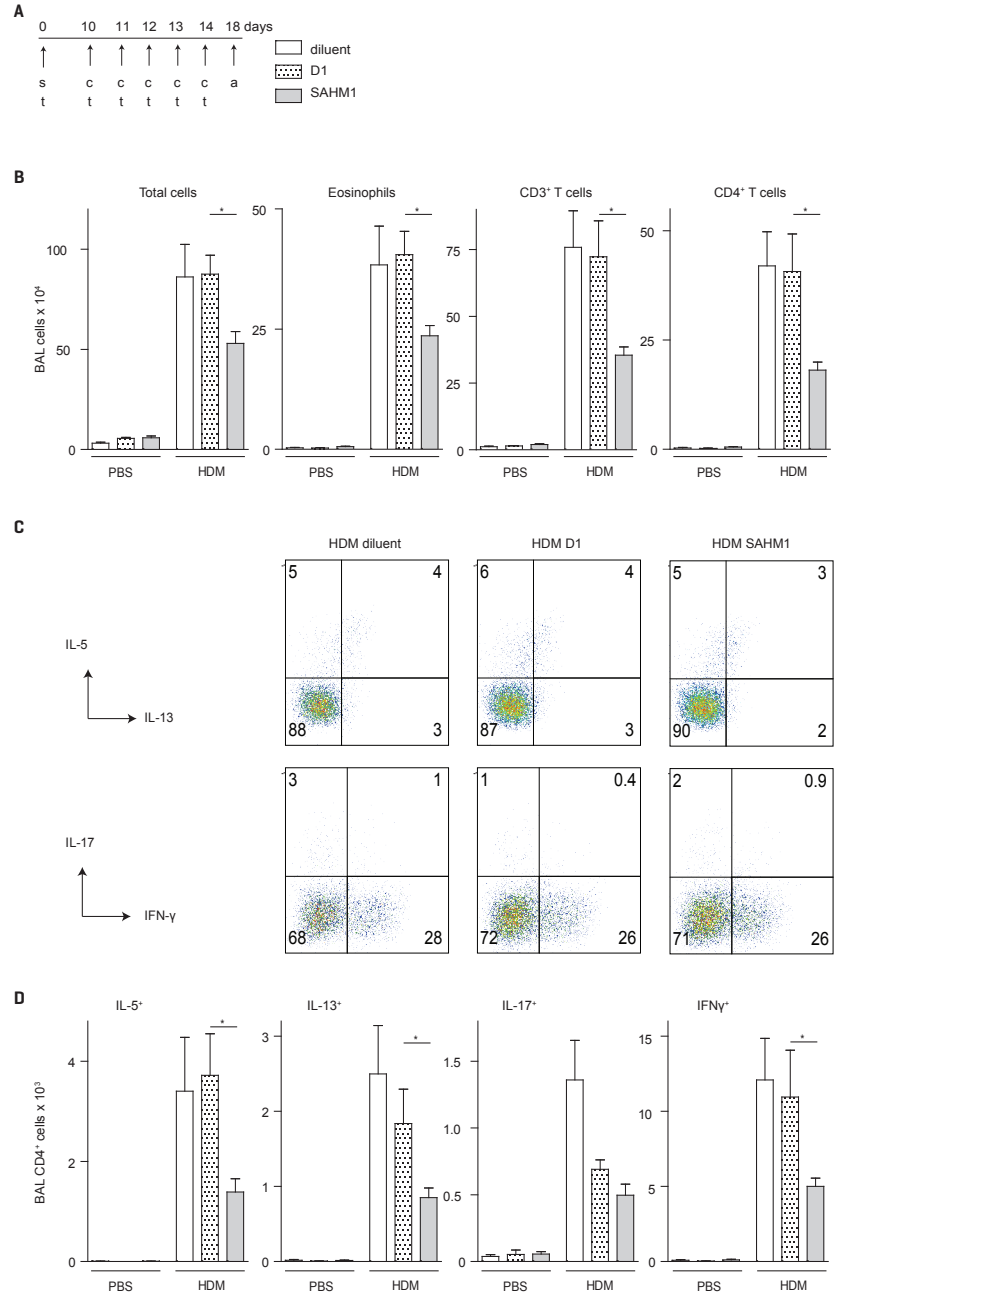 A
0 10 11 12 13 14 18 days
s c c c c c a
t t t t t t
diluent
D1
SAHM1
B
Total cells Eosinophils CD3⁺ T cells CD4⁺ T cells
BAL cells x 10⁴
* * * *
100
50
0
50
25
0
75
50
25
0
50
25
0
PBS HDM PBS HDM PBS HDM PBS HDM
C
HDM diluent HDM D1 HDM SAHM1
IL-5
IL-13
5 4 6 4 5 3
88 3 87 3 90 2
IL-17
IFN-γ
3 1 1 0.4 2 0.9
68 28 72 26 71 26
D
IL-5⁺ IL-13⁺ IL-17⁺ IFNγ⁺
BAL CD4⁺ cells x 10³
* * *
4
2
0
3
2
1
0
1.5
1.0
0.5
0
15
10
5
0
PBS HDM PBS HDM PBS HDM PBS HDM